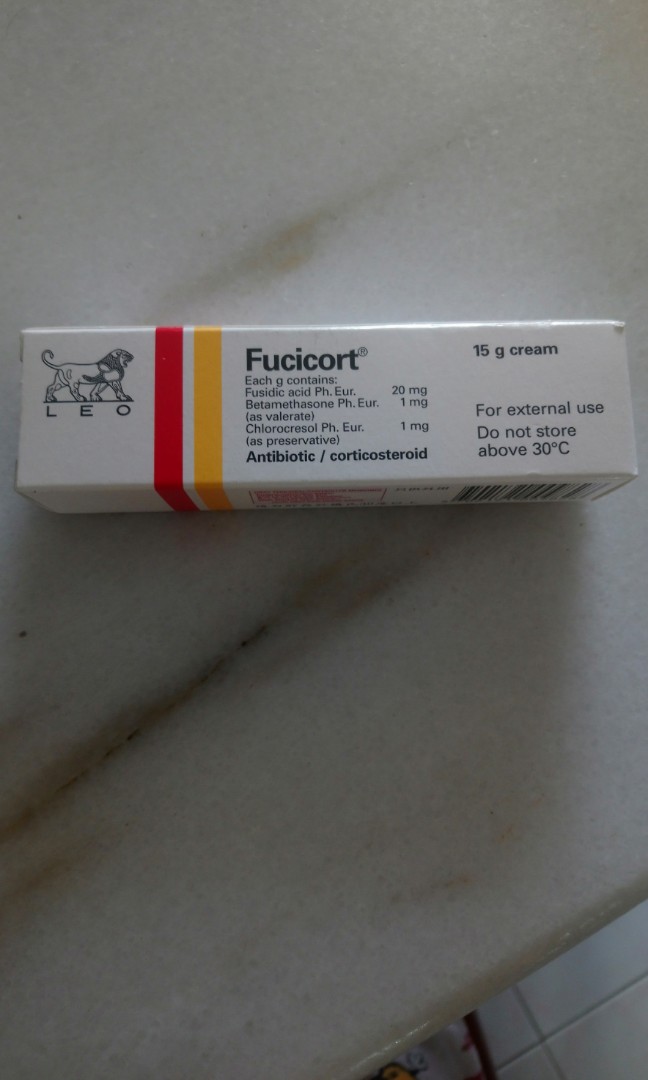 LEO
Fucicort®
Each g contains:
Fusidic acid Ph. Eur. 20 mg
Betamethasone Ph. Eur. 1 mg
(as valerate)
Chlorocresol Ph. Eur. 1 mg
(as preservative)
Antibiotic / corticosteroid
15 g cream
For external use
Do not store
above 30°C